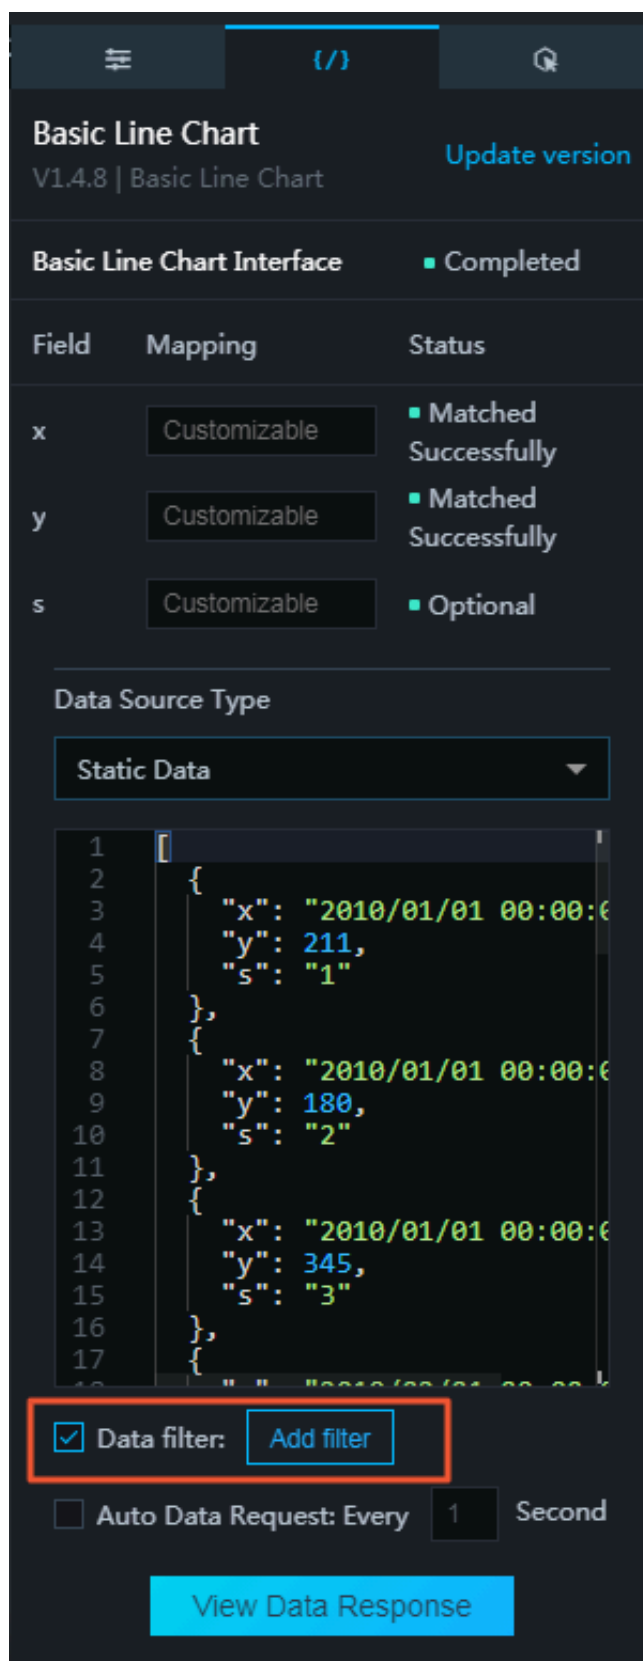 {/}
Basic Line Chart
Update version
V1.4.8 | Basic Line Chart
Basic Line Chart Interface Completed
Field Mapping Status
x Customizable Matched Successfully
y Customizable Matched Successfully
s Customizable Optional
Data Source Type
Static Data
1 [
2 {
3 "x": "2010/01/01 00:00:0
4 "y": 211,
5 "s": "1"
6 },
7 {
8 "x": "2010/01/01 00:00:0
9 "y": 180,
10 "s": "2"
11 },
12 {
13 "x": "2010/01/01 00:00:0
14 "y": 345,
15 "s": "3"
16 },
17 {
Data filter: Add filter
Auto Data Request: Every 1 Second
View Data Response